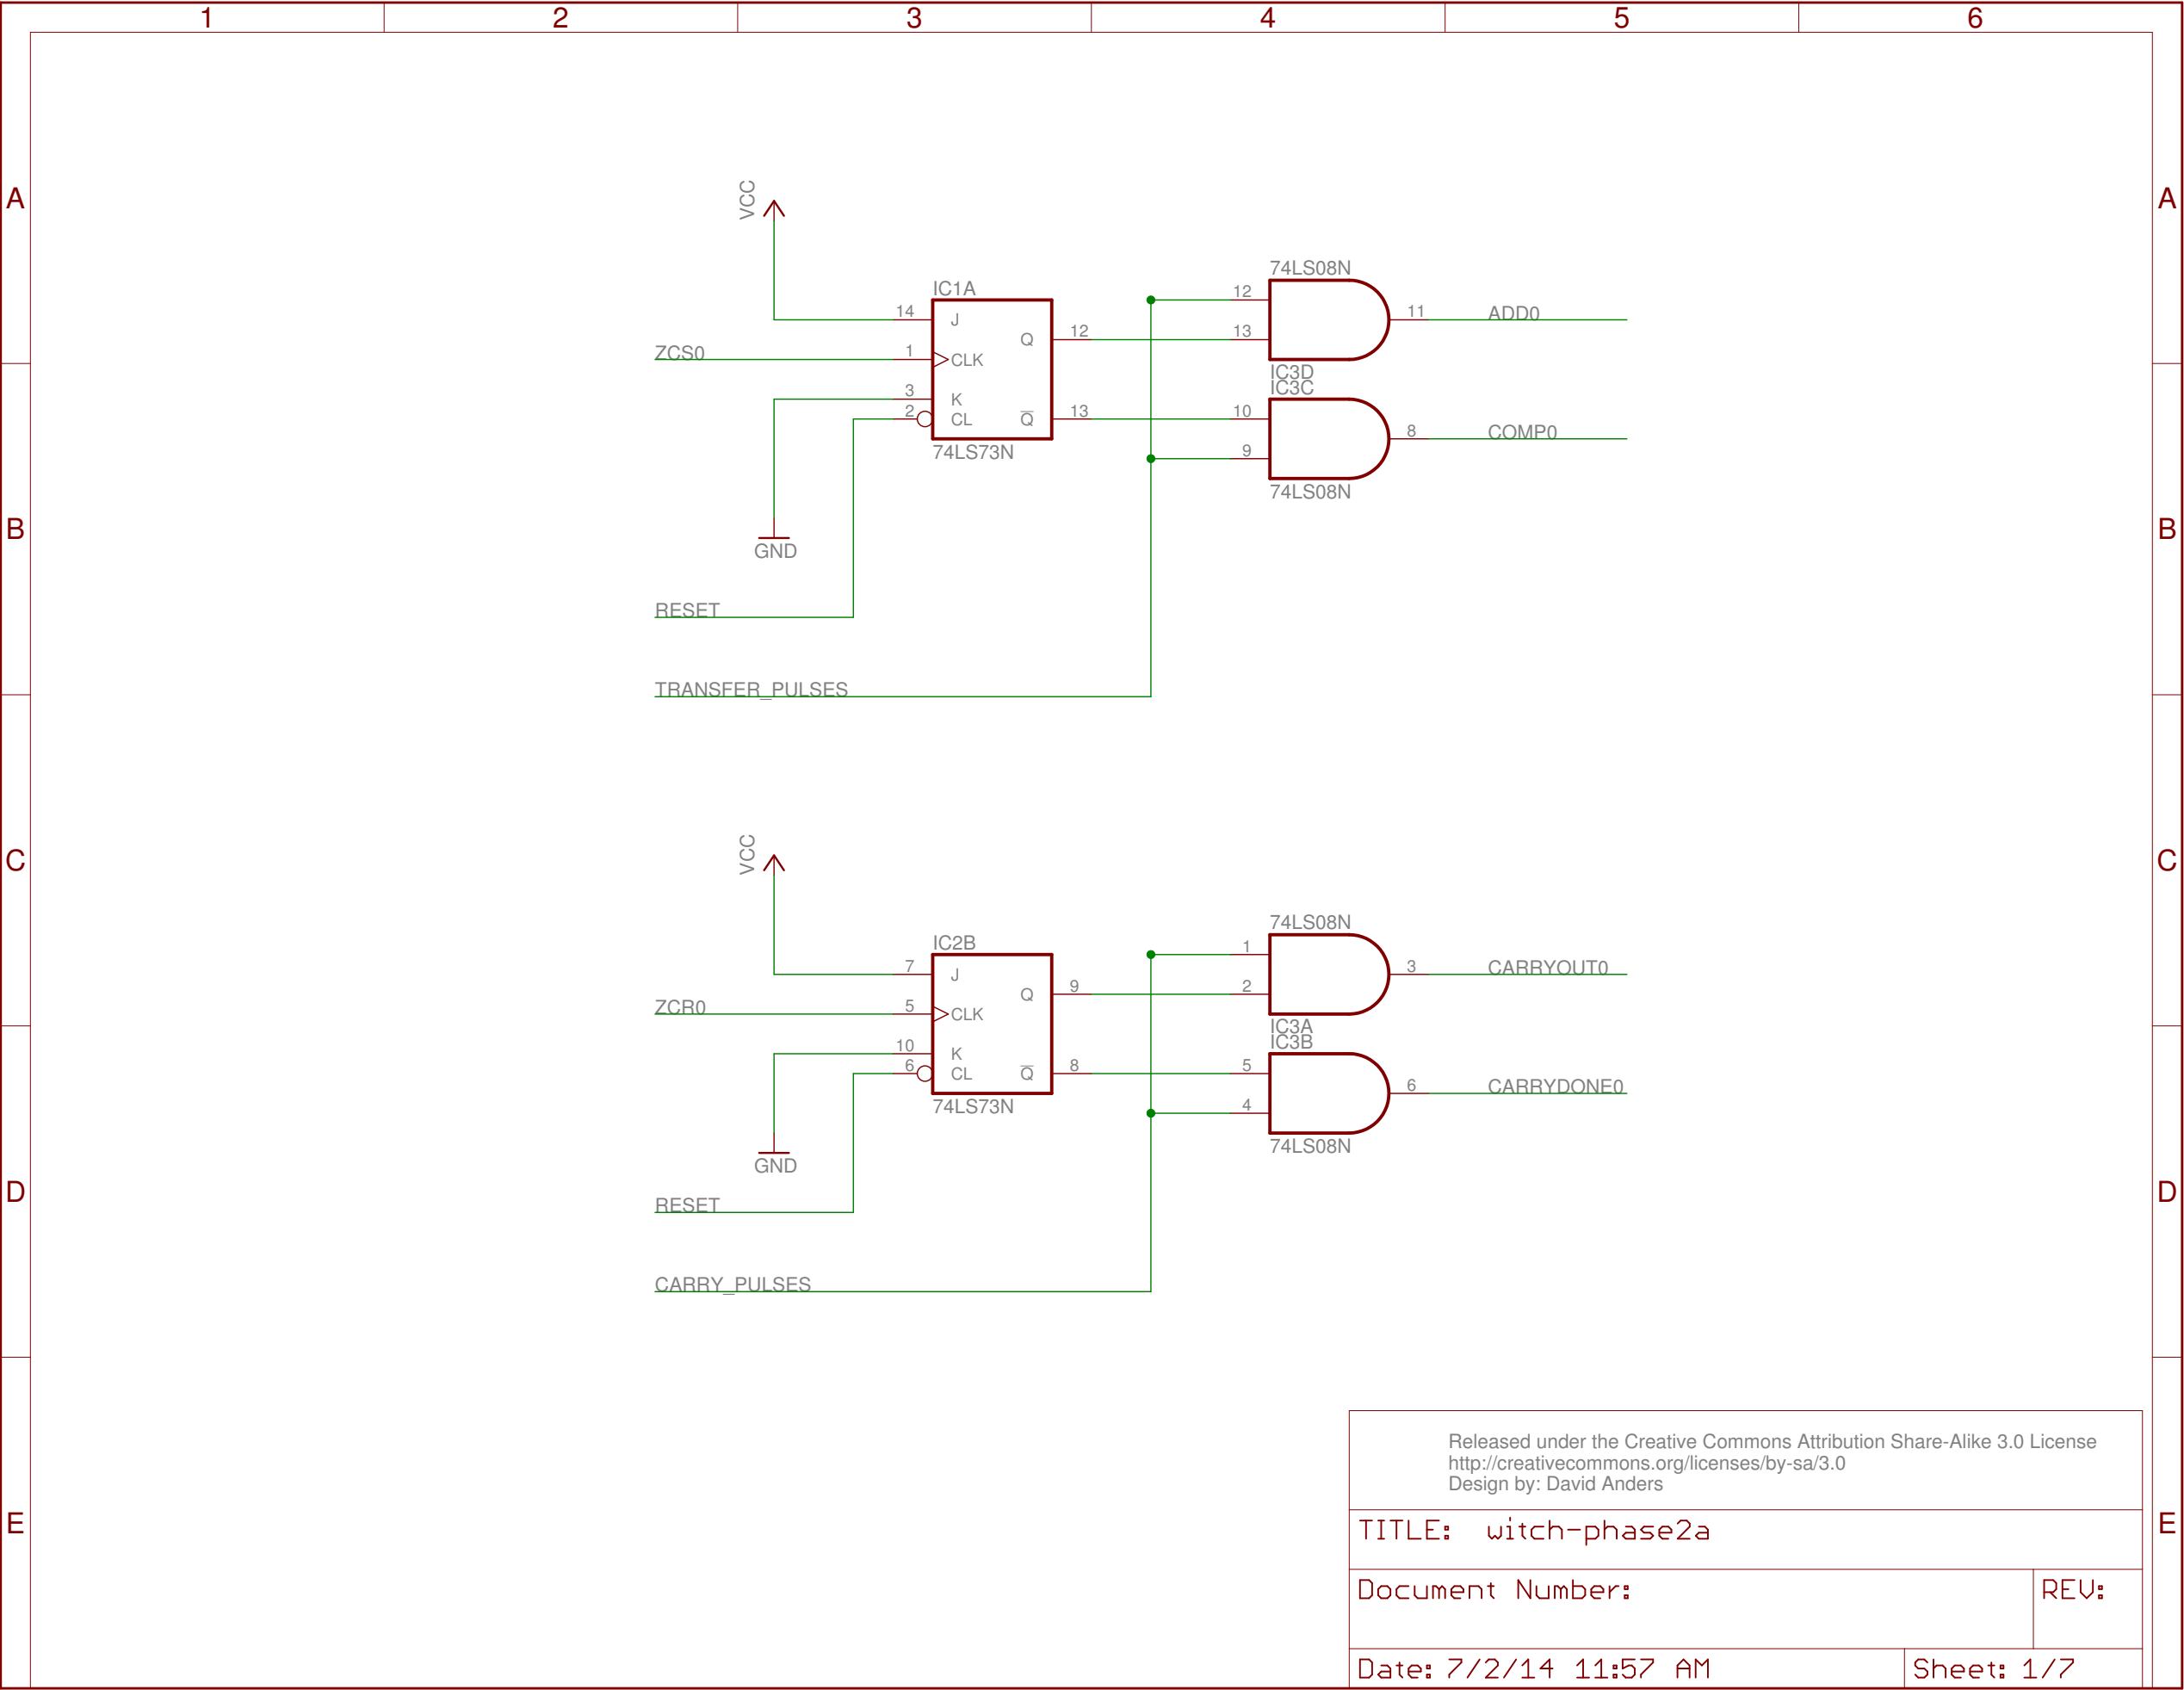 1 2 3 4 5 6
A A
VCC
74LS08N
IC1A
14 J
12
11 ADD0
Q 12
13
ZCS0 1 CLK
IC3D
IC3C
3 K
2 CL
Q 13
10
8 COMP0
9
74LS73N
74LS08N
B B
GND
RESET
TRANSFER_PULSES
C C
VCC
74LS08N
IC2B
7 J
1
3 CARRYOUT0
Q 9
2
ZCR0 5 CLK
IC3A
IC3B
10 K
6 CL
Q 8
5
6 CARRYDONE0
4
74LS73N
74LS08N
GND
D D
RESET
CARRY_PULSES
Released under the Creative Commons Attribution Share-Alike 3.0 License
http://creativecommons.org/licenses/by-sa/3.0
Design by: David Anders
E E
TITLE: witch-phase2a
Document Number: REV:
Date: 7/2/14 11:57 AM Sheet: 1/7